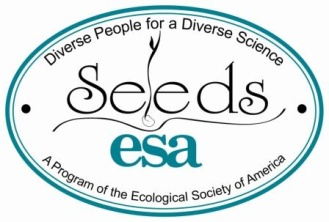 Diverse People for a Diverse Science
Seeds
esa
A Program of the Ecological Society of America